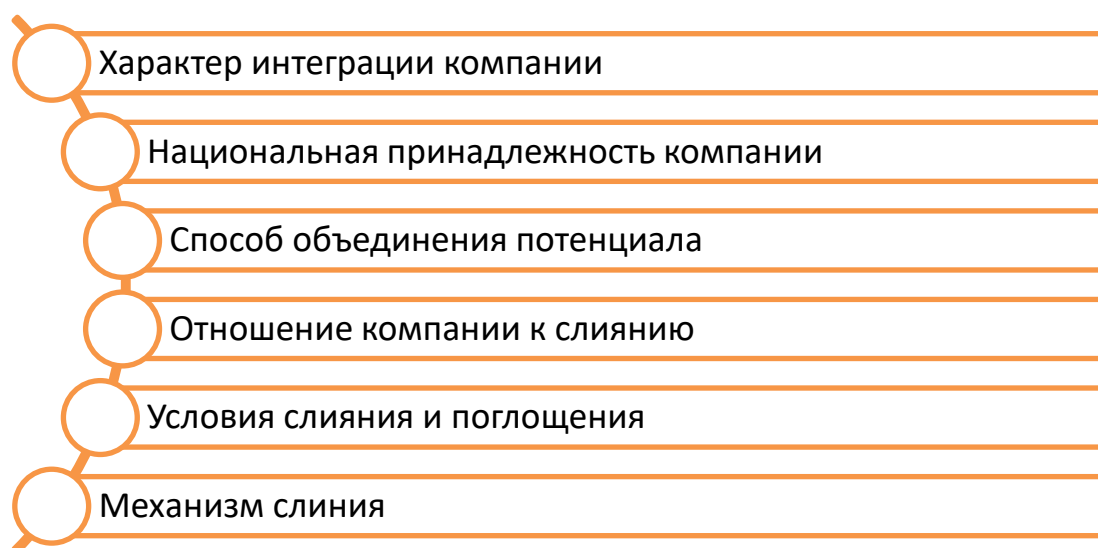 Характер интеграции компании
Национальная принадлежность компании
Способ объединения потенциала
Отношение компании к слиянию
Условия слияния и поглощения
Механизм слиния